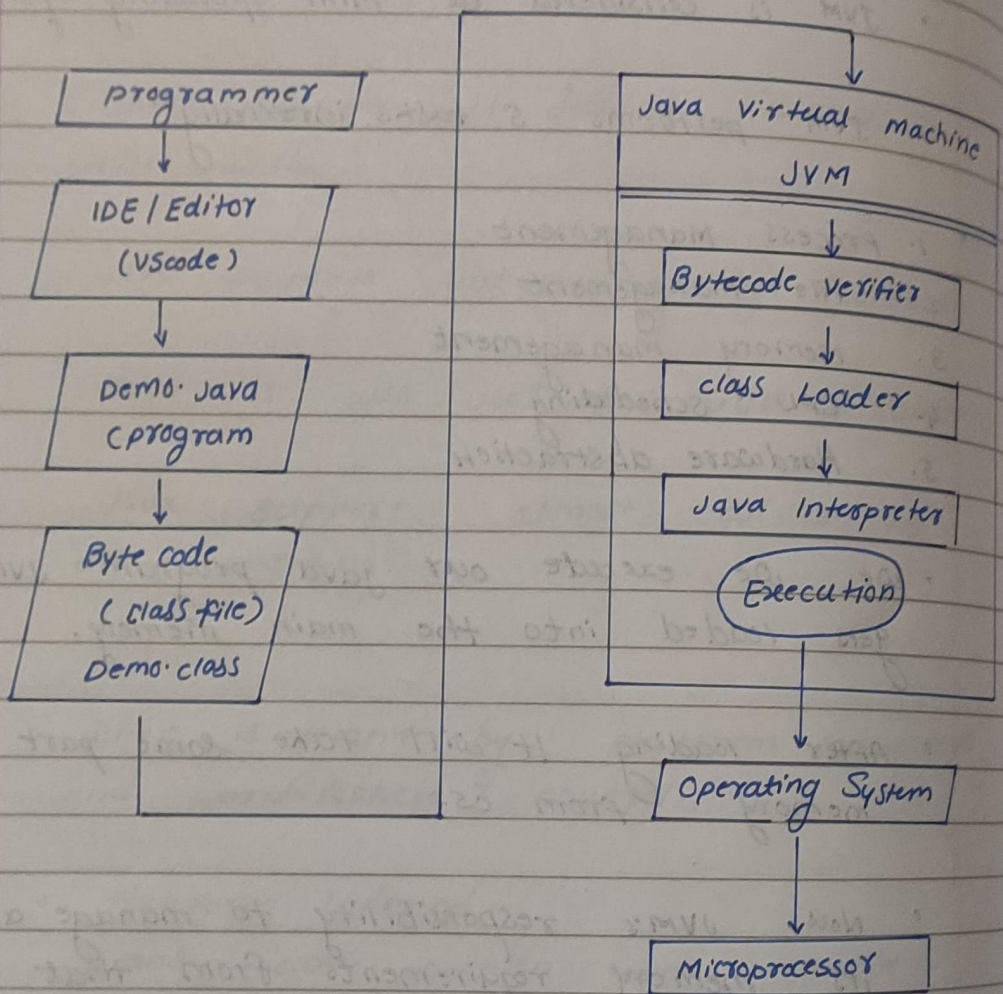 programmer
IDE / Editor
(VScode)
Demo. Java
(program
Byte code
( class file)
Demo. class
Java Virtual machine
JVM
Bytecode verifier
class Loader
Java Interpreter
Execution
Operating System
Microprocessor